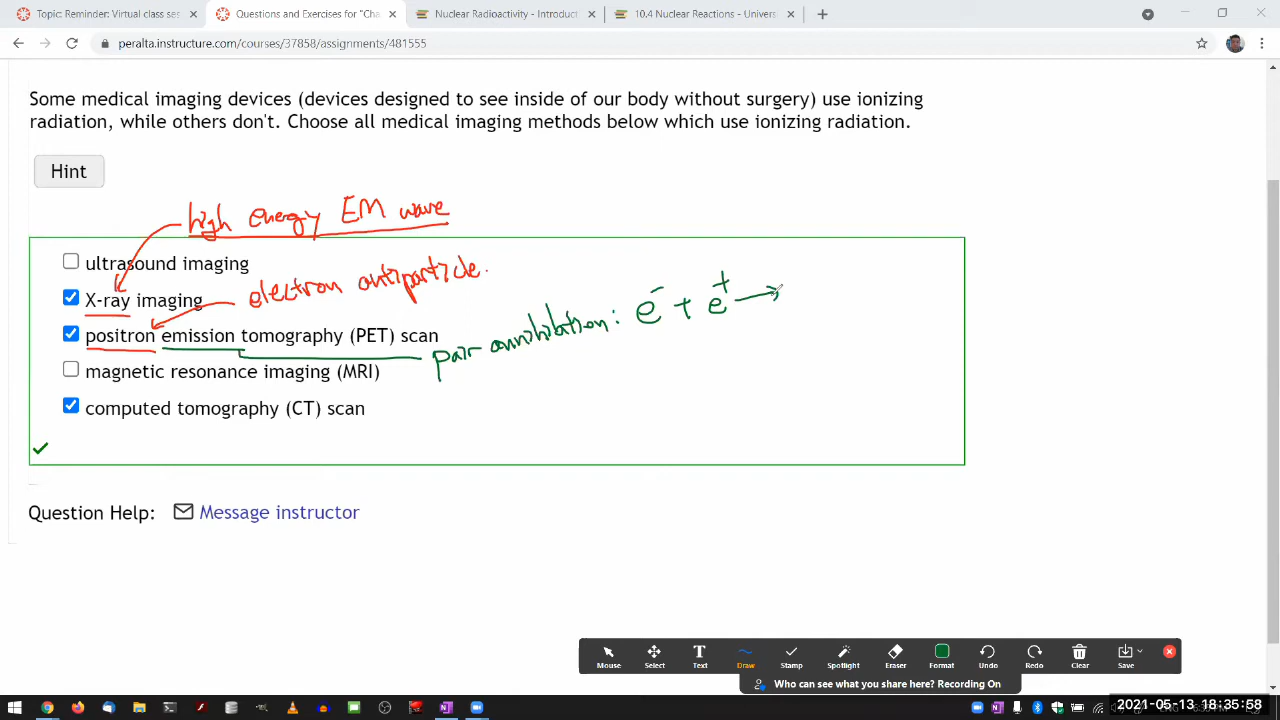 Topic: Reminder: Virtual class ses
Questions and Exercises for "Cha
Nuclear Radioactivity - Introduc
10.4 Nuclear Reactions - Univers
peralta.instructure.com/courses/37858/assignments/481555
Some medical imaging devices (devices designed to see inside of our body without surgery) use ionizing
radiation, while others don't. Choose all medical imaging methods below which use ionizing radiation.
Hint
high energy EM wave
ultrasound imaging
electron antiparticle.
X-ray imaging
pair annihilation: e- + e+ →
positron emission tomography (PET) scan
magnetic resonance imaging (MRI)
computed tomography (CT) scan
Question Help: Message instructor
Mouse Select Text Draw Stamp Spotlight Eraser Format Undo Redo Clear Save
Who can see what you share here? Recording On
2021-05-13 18:35:58